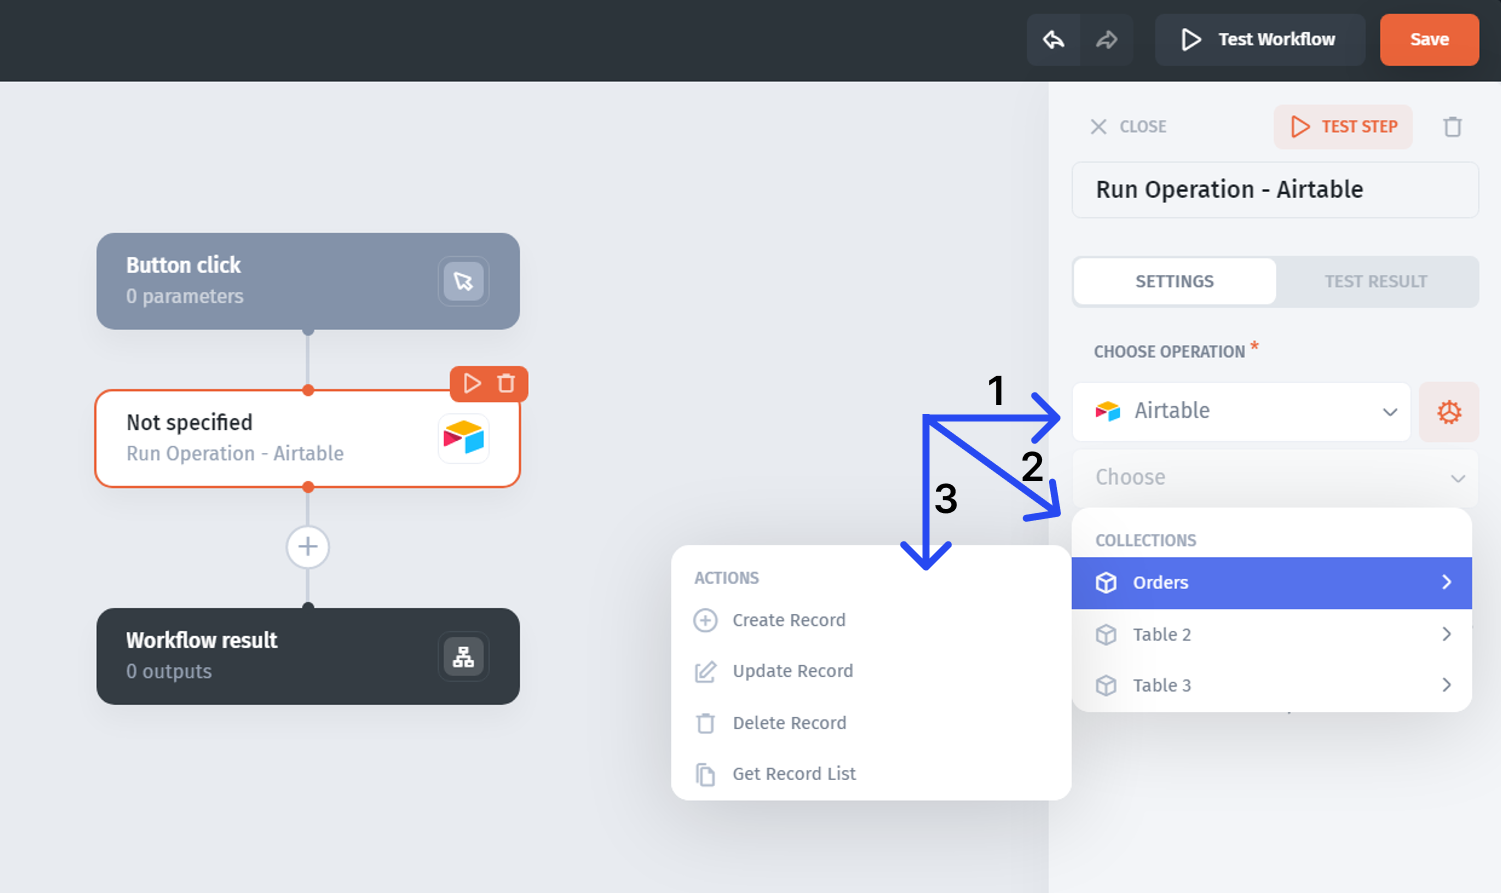 Test Workflow
Save
CLOSE
TEST STEP
Run Operation - Airtable
SETTINGS
TEST RESULT
CHOOSE OPERATION *
Airtable
Choose
COLLECTIONS
Orders
Table 2
Table 3
1
2
3
ACTIONS
Create Record
Update Record
Delete Record
Get Record List
Button click
0 parameters
Not specified
Run Operation - Airtable
Workflow result
0 outputs